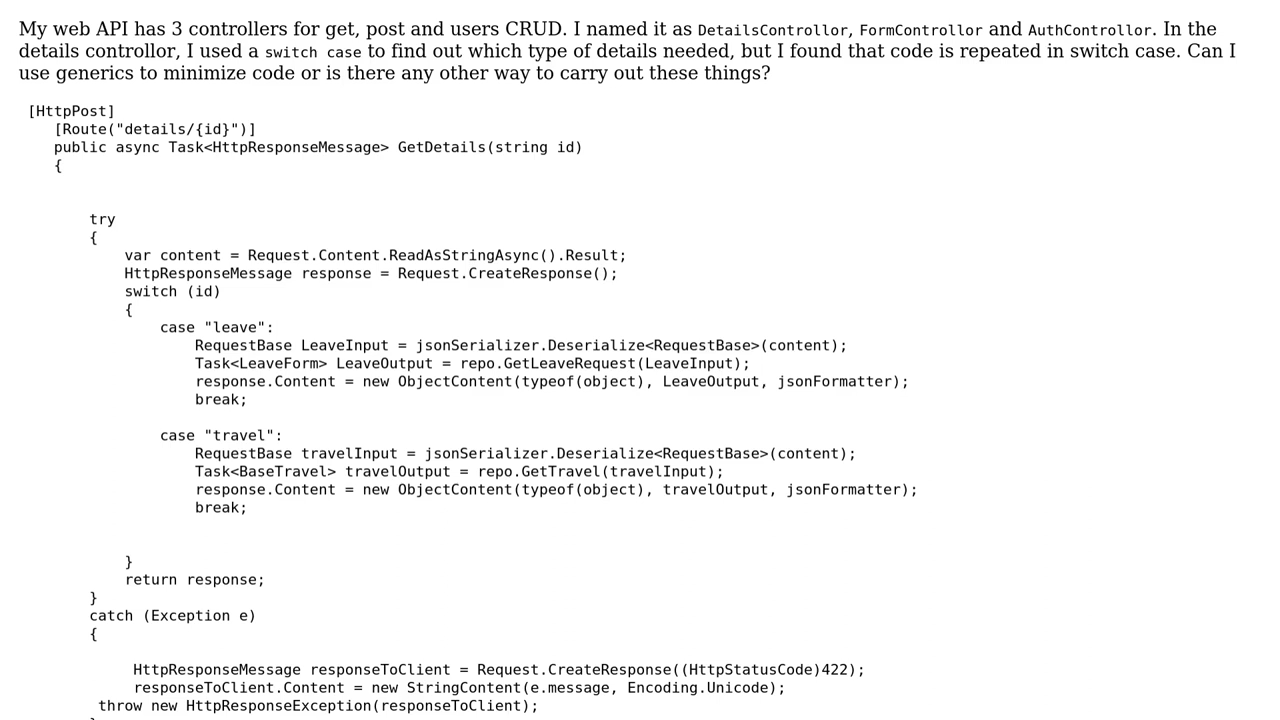 My web API has 3 controllers for get, post and users CRUD. I named it as DetailsControllor, FormControllor and AuthControllor. In the
details controllor, I used a switch case to find out which type of details needed, but I found that code is repeated in switch case. Can I
use generics to minimize code or is there any other way to carry out these things?
[HttpPost]
[Route("details/{id}")]
public async Task<HttpResponseMessage> GetDetails(string id)
{
try
{
var content = Request.Content.ReadAsStringAsync().Result;
HttpResponseMessage response = Request.CreateResponse();
switch (id)
{
case "leave":
RequestBase LeaveInput = jsonSerializer.Deserialize<RequestBase>(content);
Task<LeaveForm> LeaveOutput = repo.GetLeaveRequest(LeaveInput);
response.Content = new ObjectContent(typeof(object), LeaveOutput, jsonFormatter);
break;
case "travel":
RequestBase travelInput = jsonSerializer.Deserialize<RequestBase>(content);
Task<BaseTravel> travelOutput = repo.GetTravel(travelInput);
response.Content = new ObjectContent(typeof(object), travelOutput, jsonFormatter);
break;
}
return response;
}
catch (Exception e)
{
HttpResponseMessage responseToClient = Request.CreateResponse((HttpStatusCode)422);
responseToClient.Content = new StringContent(e.message, Encoding.Unicode);
throw new HttpResponseException(responseToClient);